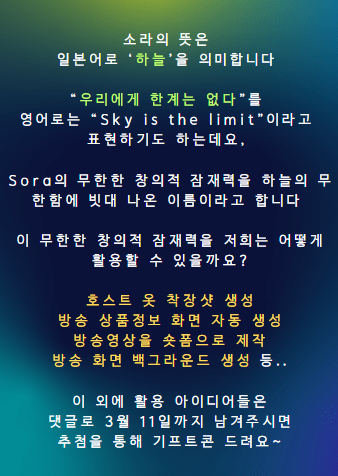 소라의 뜻은
일본어로 ‘하늘’을 의미합니다
“우리에게 한계는 없다”를
영어로는 “Sky is the limit”이라고
표현하기도 하는데요,
Sora의 무한한 창의적 잠재력을 하늘의 무
한함에 빗대 나온 이름이라고 합니다
이 무한한 창의적 잠재력을 저희는 어떻게
활용할 수 있을까요?
호스트 옷 착장샷 생성
방송 상품정보 화면 자동 생성
방송영상을 숏폼으로 제작
방송 화면 백그라운드 생성 등..
이 외에 활용 아이디어들은
댓글로 3월 11일까지 남겨주시면
추첨을 통해 기프트콘 드려요~